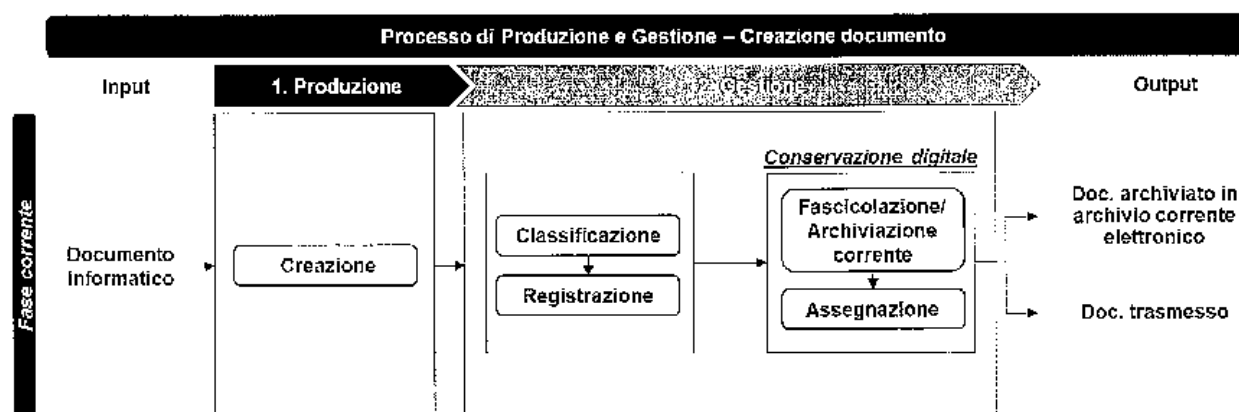 Processo di Produzione e Gestione – Creazione documento
Input
1. Produzione
Gestione
Output
Fase corrente
Documento
informatico
Creazione
Classificazione
Registrazione
Conservazione digitale
Fascicolazione/
Archiviazione
corrente
Assegnazione
Doc. archiviato in
archivio corrente
elettronico
Doc. trasmesso